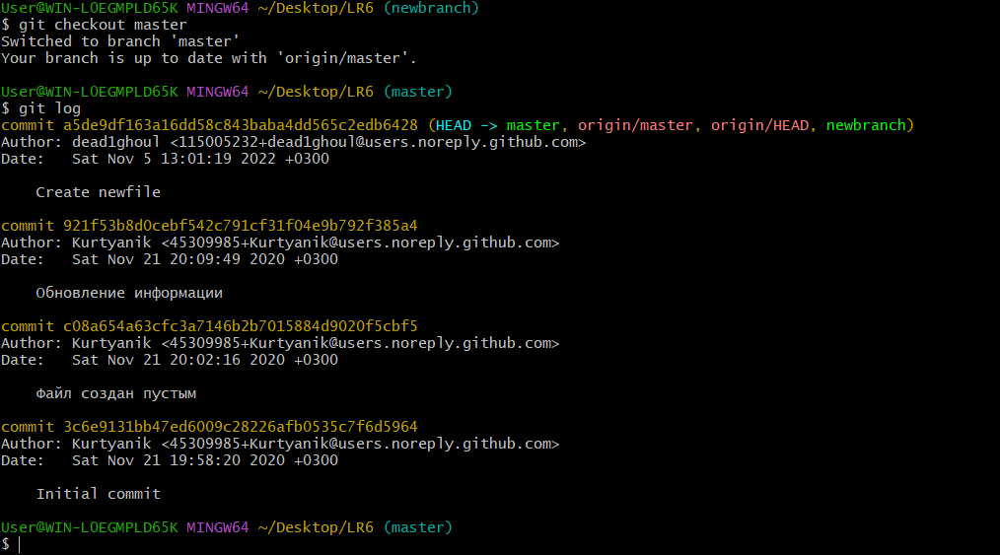 User@WIN-LOEGMPLD65K MINGW64 ~/Desktop/LR6 (newbranch)
$ git checkout master
Switched to branch 'master'
Your branch is up to date with 'origin/master'.
User@WIN-LOEGMPLD65K MINGW64 ~/Desktop/LR6 (master)
$ git log
commit a5de9df163a16dd58c843baba4dd565c2edb6428 (HEAD -> master, origin/master, origin/HEAD, newbranch)
Author: dead1ghoul <115005232+dead1ghoul@users.noreply.github.com>
Date:   Sat Nov 5 13:01:19 2022 +0300
Create newfile
commit 921f53b8d0cebf542c791cf31f04e9b792f385a4
Author: Kurtyanik <45309985+Kurtyanik@users.noreply.github.com>
Date:   Sat Nov 21 20:09:49 2020 +0300
Обновление информации
commit c08a654a63cfc3a7146b2b7015884d9020f5cbf5
Author: Kurtyanik <45309985+Kurtyanik@users.noreply.github.com>
Date:   Sat Nov 21 20:02:16 2020 +0300
Файл создан пустым
commit 3c6e9131bb47ed6009c28226afb0535c7f6d5964
Author: Kurtyanik <45309985+Kurtyanik@users.noreply.github.com>
Date:   Sat Nov 21 19:58:20 2020 +0300
Initial commit
User@WIN-LOEGMPLD65K MINGW64 ~/Desktop/LR6 (master)
$